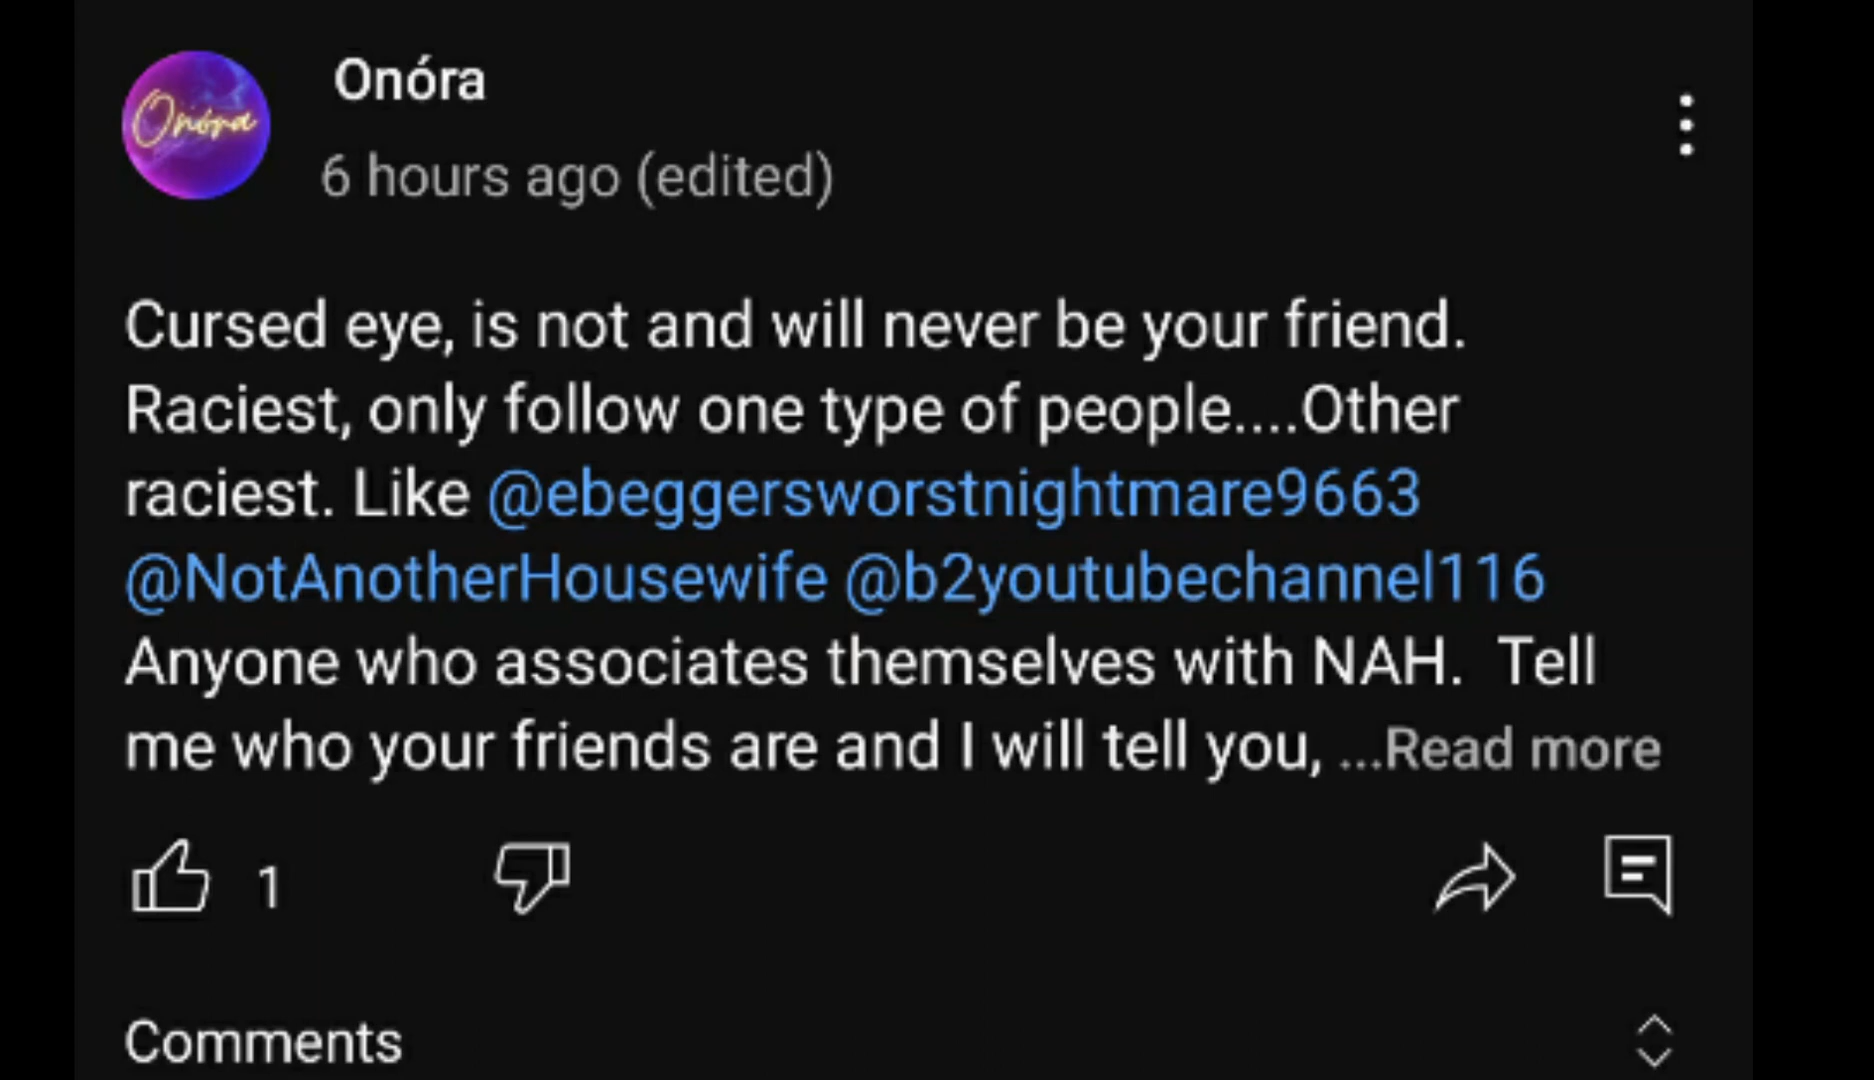 Onóra
Onóra
6 hours ago (edited)
Cursed eye, is not and will never be your friend.
Raciest, only follow one type of people....Other
raciest. Like @ebeggersworstnightmare9663
@NotAnotherHousewife @b2youtubechannel116
Anyone who associates themselves with NAH.  Tell
me who your friends are and I will tell you, ...Read more
1
Comments